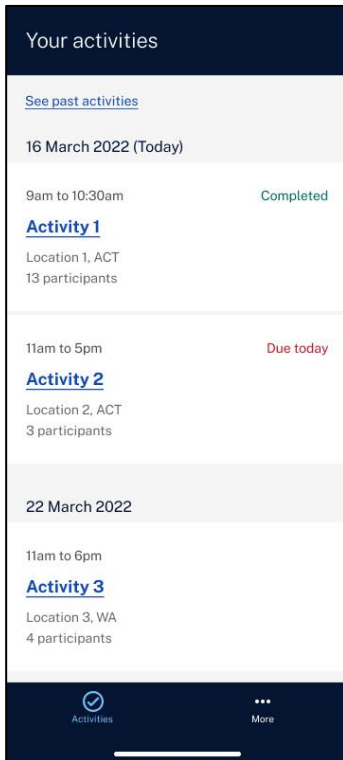 Your activities
See past activities
16 March 2022 (Today)
9am to 10:30am Completed
Activity 1
Location 1, ACT
13 participants
11am to 5pm Due today
Activity 2
Location 2, ACT
3 participants
22 March 2022
11am to 6pm
Activity 3
Location 3, WA
4 participants
Activities More